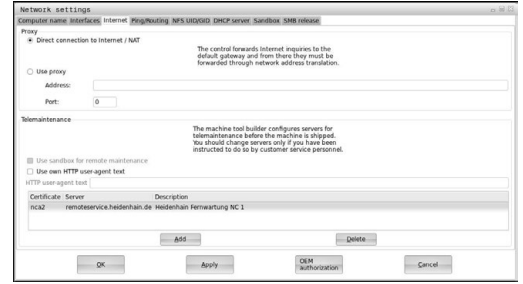 Network settings
Computer name Interfaces Internet Ping/Routing NFS UID/GID DHCP server Sandbox SMB release
Proxy
Direct connection to Internet / NAT
The control forwards Internet inquiries to the
default gateway and from there they must be
forwarded through network address translation.
Use proxy
Address:
Port: 0
Telemaintenance
The machine tool builder configures servers for
telemaintenance before the machine is shipped.
You should change servers only if you have been
instructed to do so by customer service personnel.
Use sandbox for remote maintenance
Use own HTTP user-agent text
HTTP user-agent text
Certificate Server Description
nca2 remoteservice.heidenhain.de Heidenhain Fernwartung NC 1
Add Delete
OK Apply OEM authorization Cancel